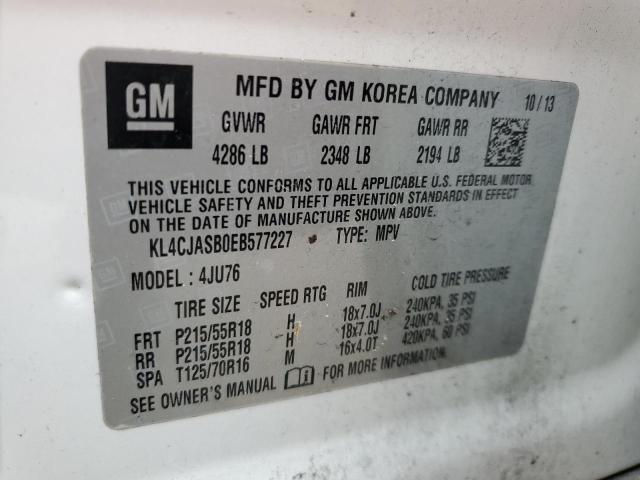 GM
MFD BY GM KOREA COMPANY 10/13
GVWR GAWR FRT GAWR RR
4286 LB 2348 LB 2194 LB
THIS VEHICLE CONFORMS TO ALL APPLICABLE U.S. FEDERAL MOTOR
VEHICLE SAFETY AND THEFT PREVENTION STANDARDS IN EFFECT
ON THE DATE OF MANUFACTURE SHOWN ABOVE.
KL4CJASB0EB577227 TYPE: MPV
MODEL: 4JU76
TIRE SIZE SPEED RTG RIM COLD TIRE PRESSURE
FRT P215/55R18 H 18x7.0J 240KPA, 35 PSI
RR P215/55R18 H 18x7.0J 240KPA, 35 PSI
SPA T125/70R16 M 16x4.0T 420KPA, 60 PSI
SEE OWNER'S MANUAL FOR MORE INFORMATION.